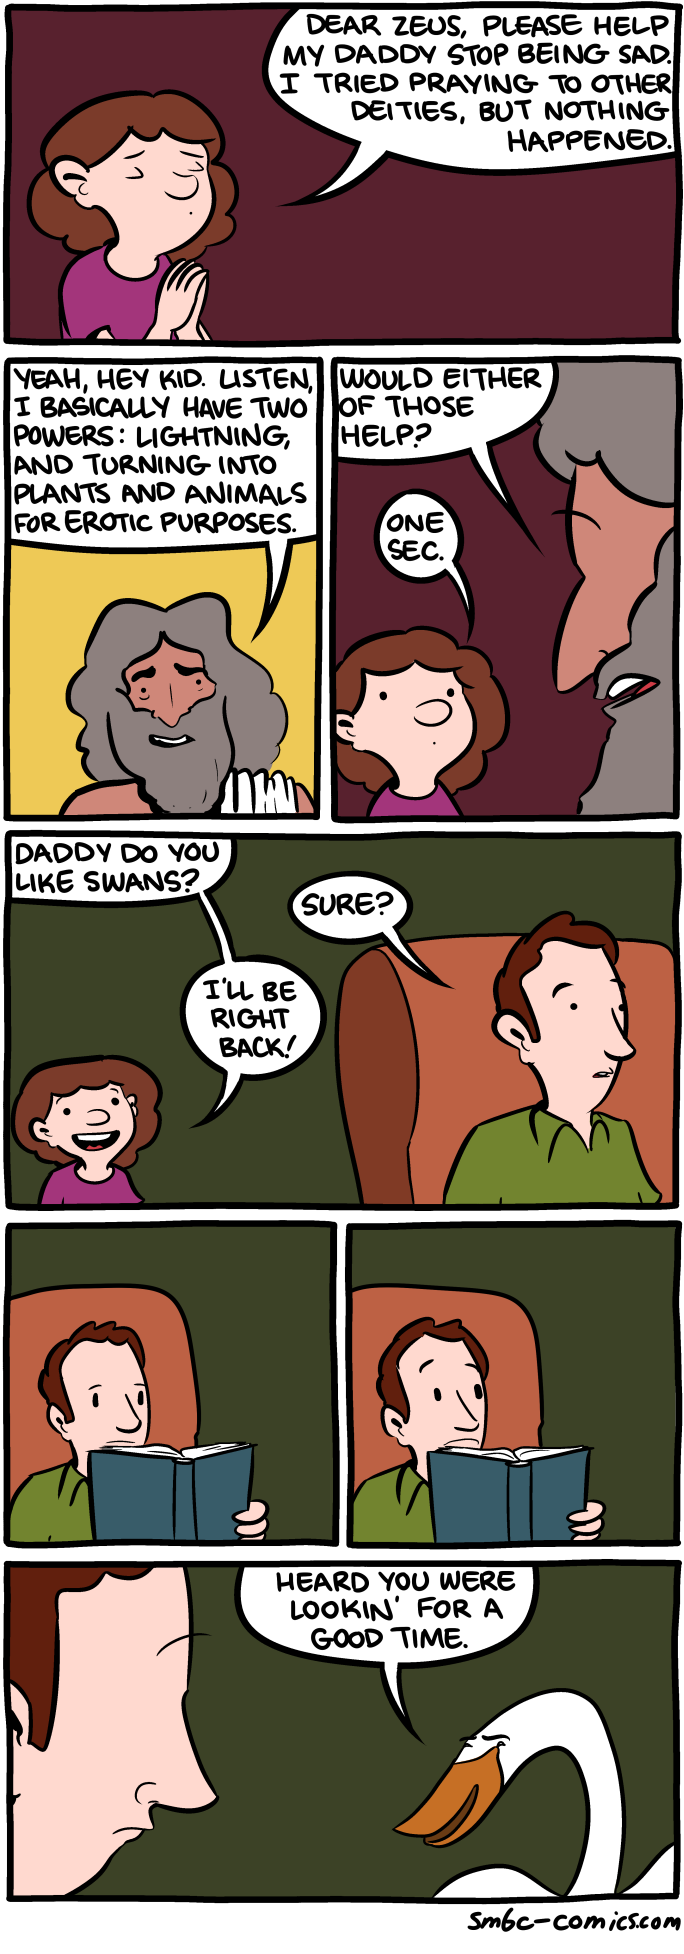 DEAR ZEUS, PLEASE HELP
MY DADDY STOP BEING SAD.
I TRIED PRAYING TO OTHER
DEITIES, BUT NOTHING
HAPPENED.
YEAH, HEY KID. LISTEN,
I BASICALLY HAVE TWO
POWERS: LIGHTNING,
AND TURNING INTO
PLANTS AND ANIMALS
FOR EROTIC PURPOSES.
WOULD EITHER
OF THOSE
HELP?
ONE
SEC.
DADDY DO YOU
LIKE SWANS?
SURE?
I'LL BE
RIGHT
BACK!
HEARD YOU WERE
LOOKIN' FOR A
GOOD TIME.
smbc-comics.com